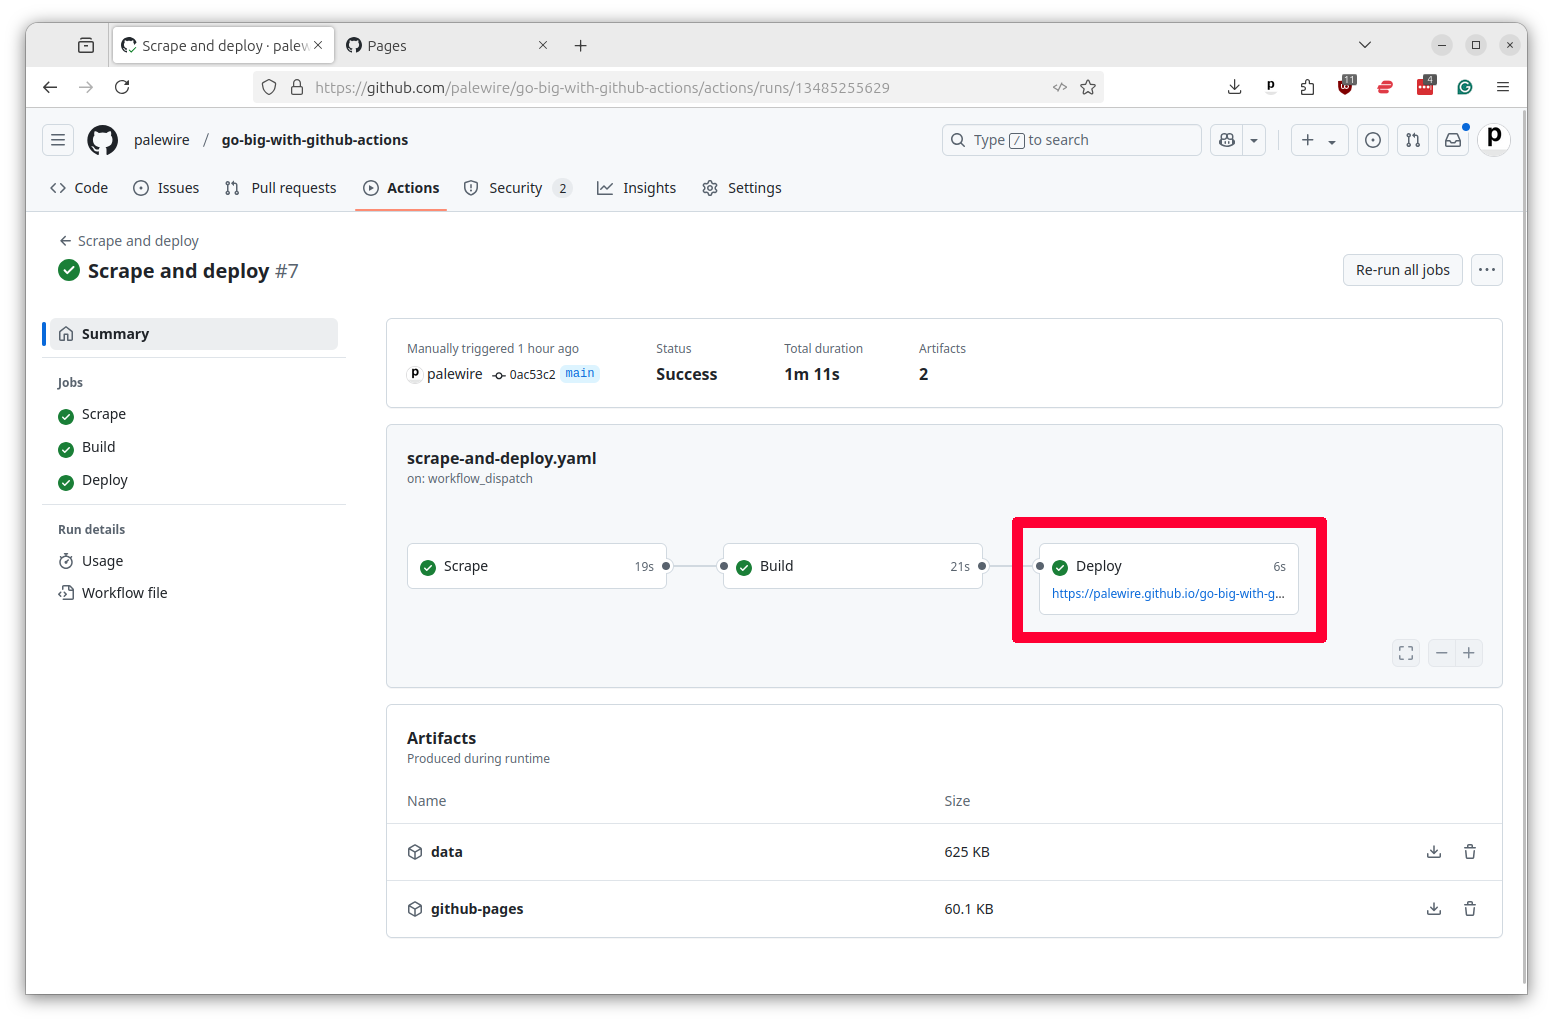 Scrape and deploy · palew
Pages
https://github.com/palewire/go-big-with-github-actions/actions/runs/13485255629
p
11
4
palewire / go-big-with-github-actions
Type / to search
p
Code
Issues
Pull requests
Actions
Security 2
Insights
Settings
Scrape and deploy
Scrape and deploy #7
Re-run all jobs
Summary
Jobs
Scrape
Build
Deploy
Run details
Usage
Workflow file
Manually triggered 1 hour ago
p palewire 0ac53c2 main
Status
Success
Total duration
1m 11s
Artifacts
2
scrape-and-deploy.yaml
on: workflow_dispatch
Scrape 19s
Build 21s
Deploy 6s
https://palewire.github.io/go-big-with-g...
Artifacts
Produced during runtime
Name Size
data 625 KB
github-pages 60.1 KB